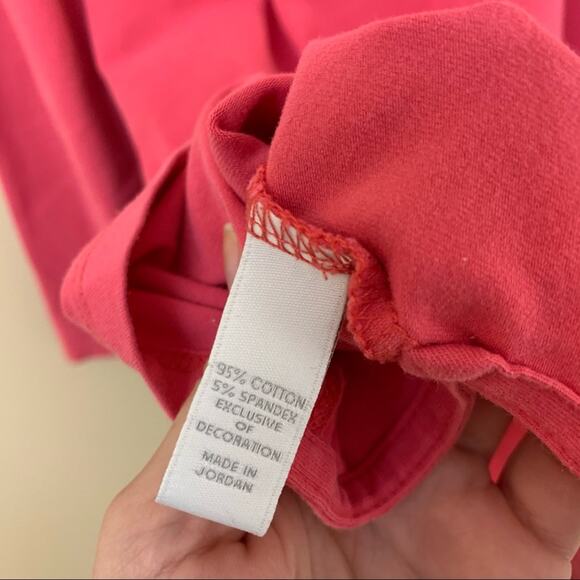 95% COTTON
5% SPANDEX
EXCLUSIVE
OF
DECORATION
MADE IN
JORDAN